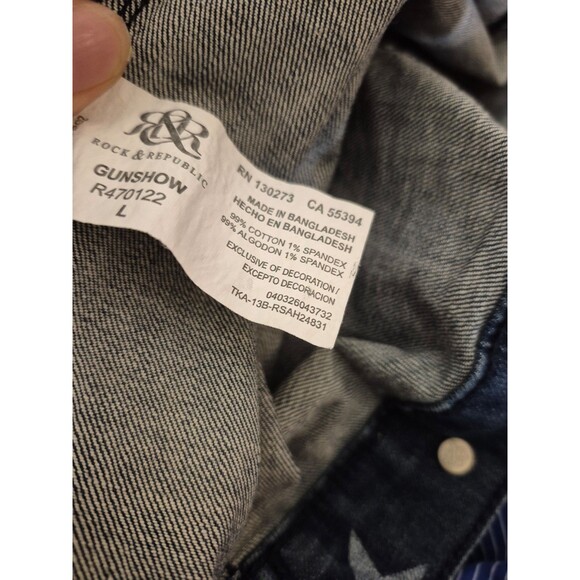 R&R
ROCK & REPUBLIC
GUNSHOW
R470122
L
RN 130273 CA 55394
MADE IN BANGLADESH
HECHO EN BANGLADESH
99% COTTON 1% SPANDEX
99% ALGODON 1% SPANDEX
EXCLUSIVE OF DECORATION /
EXCEPTO DECORACION
040326043732
TKA-13B-RSAH24831